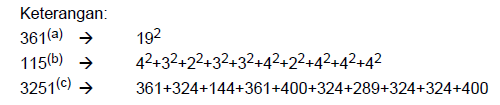 Keterangan:
361(a) → 19²
115(b) → 4²+3²+2²+3²+3²+4²+2²+4²+4²+4²
3251(c) → 361+324+144+361+400+324+289+324+324+400